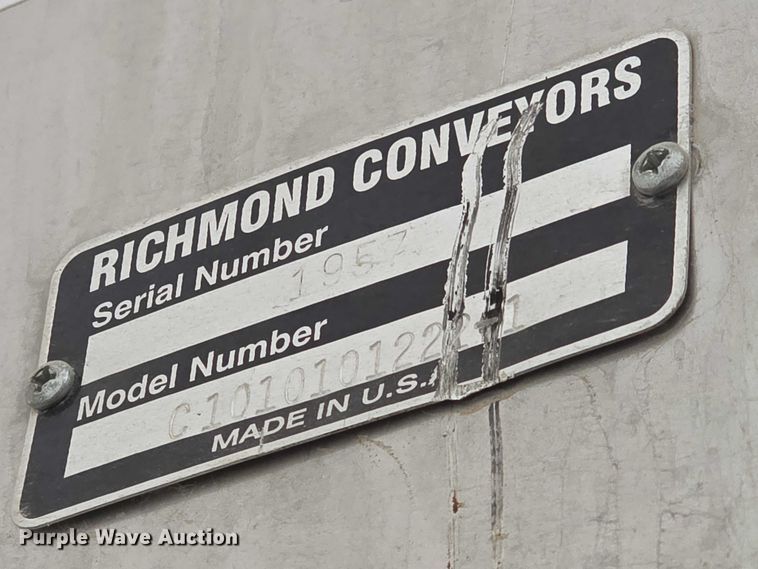 RICHMOND CONVEYORS
Serial Number
1957
Model Number
MADE IN U.S.A
Purple Wave Auction